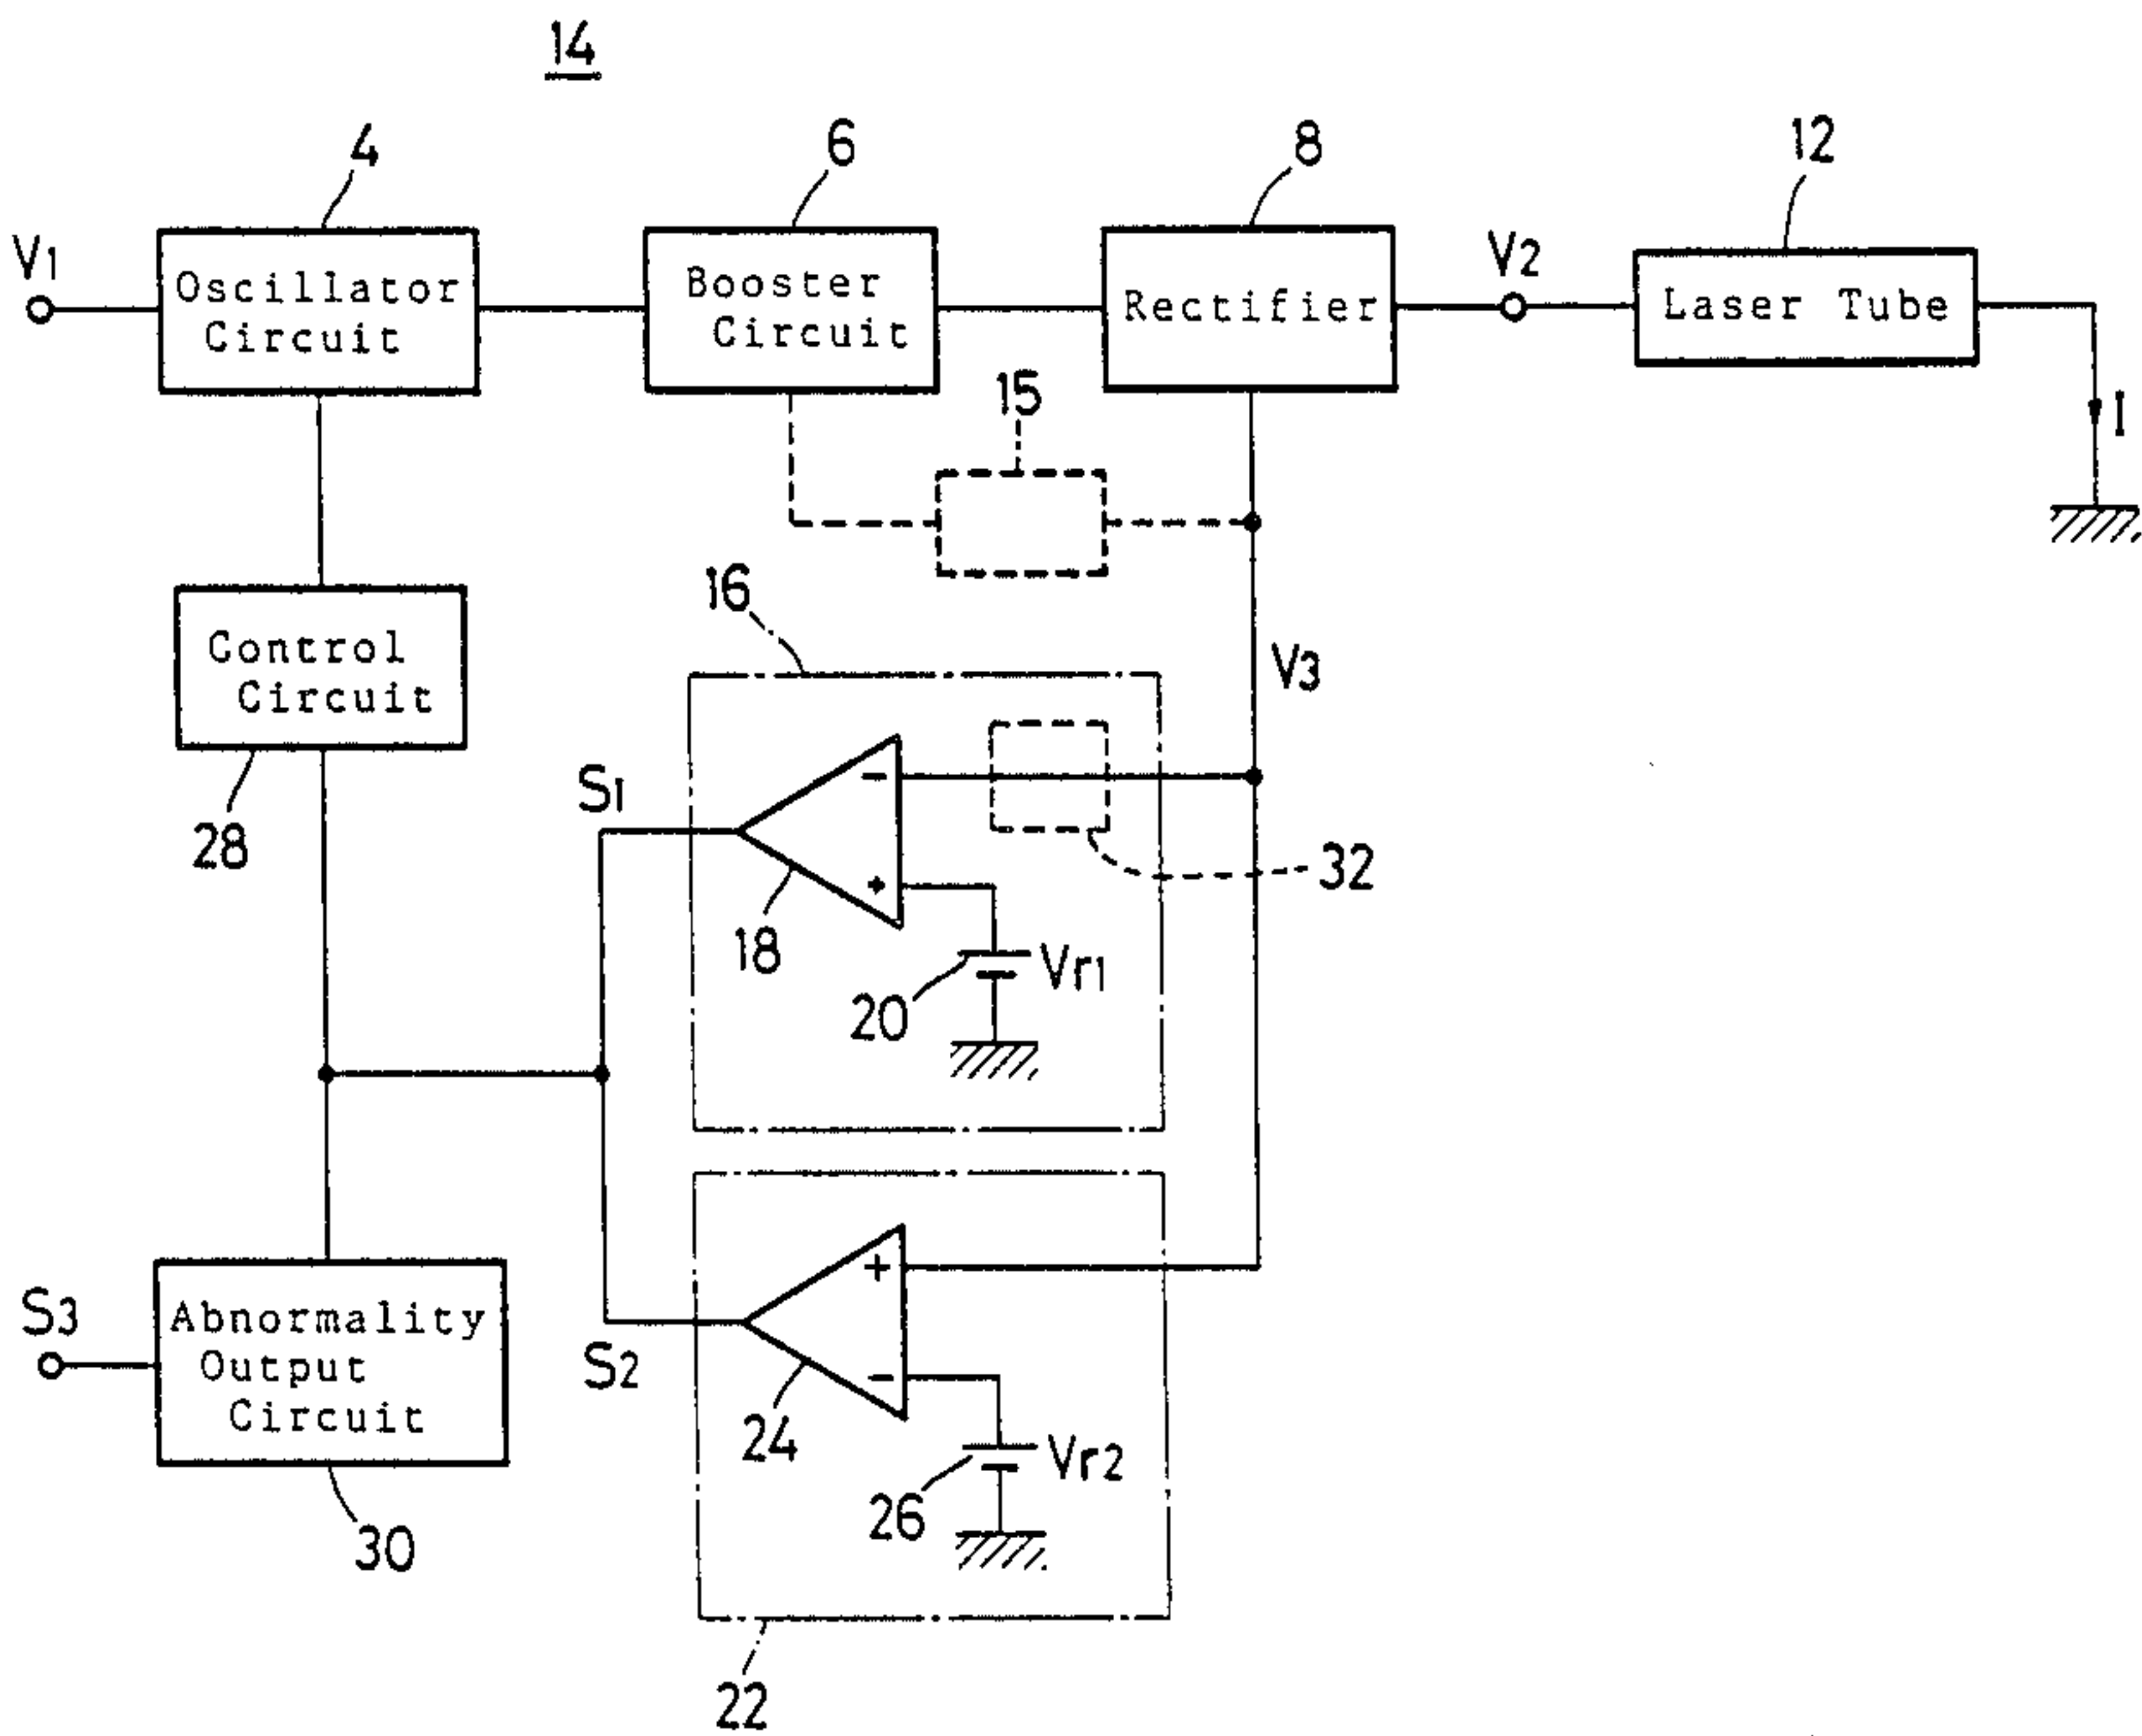 14
4
6
8
12
V1
Oscillator
Circuit
Booster
Circuit
Rectifier
V2
Laser Tube
15
I
16
Control
Circuit
V3
28
S1
-
32
+
18
20
Vr1
S3
Abnormality
Output
Circuit
S2
+
-
24
26
Vr2
30
22